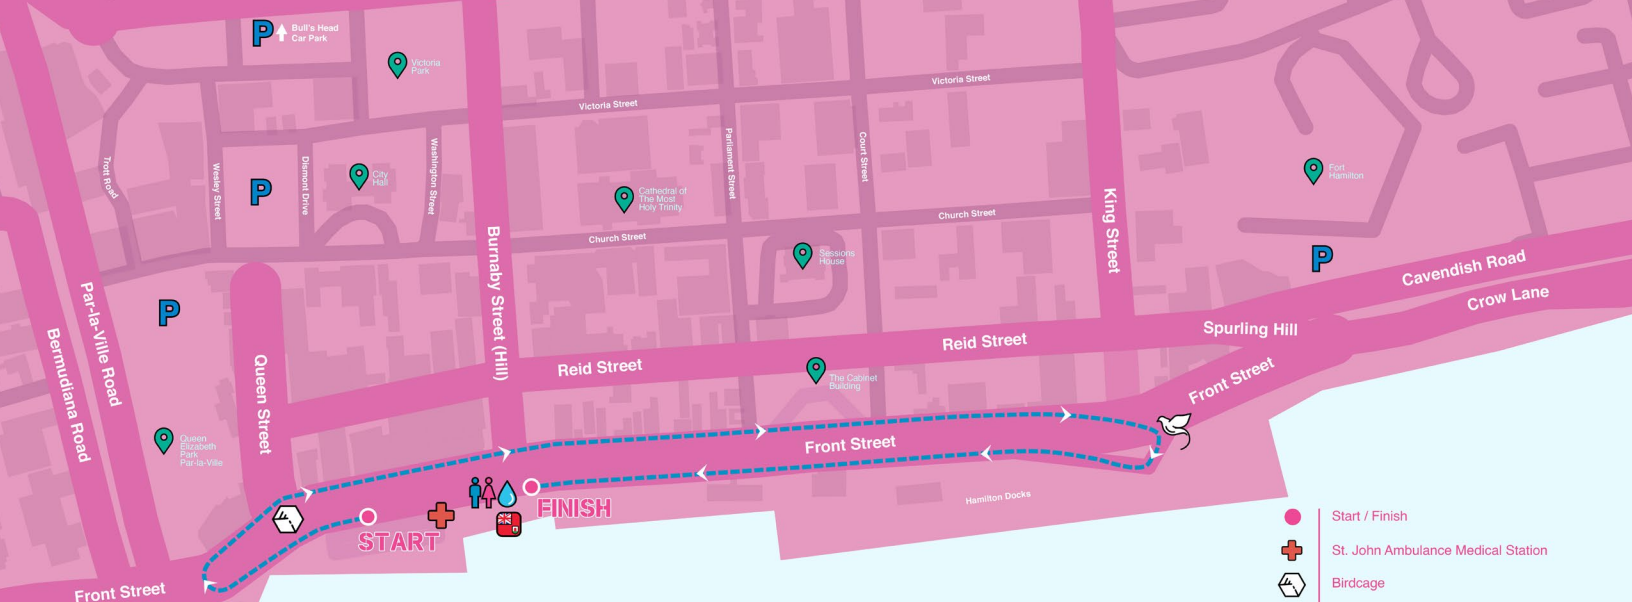 P
Bull's Head
Car Park
Victoria
Park
Victoria Street
Victoria Street
Trott Road
Wesley Street
P
Dismont Drive
City
Hall
Washington Street
Cathedral of
The Most
Holy Trinity
Parliament Street
Court Street
Fort
Hamilton
Church Street
Church Street
King Street
Burnaby Street (Hill)
Sessions
House
P
Cavendish Road
Crow Lane
P
Par-la-Ville Road
Bermudiana Road
Queen Street
Reid Street
Reid Street
Spurling Hill
Front Street
The Cabinet
Building
Queen
Elizabeth
Park
Par-la-Ville
Front Street
Hamilton Docks
FINISH
START
Front Street
Start / Finish
St. John Ambulance Medical Station
Birdcage